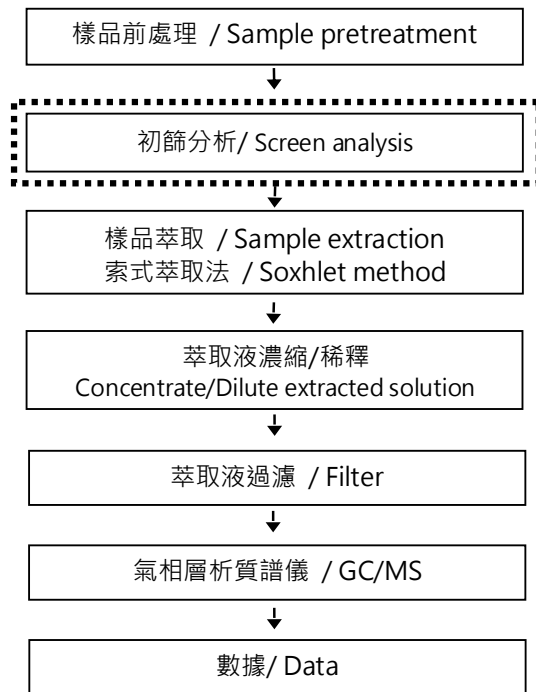 樣品前處理 / Sample pretreatment
初篩分析/ Screen analysis
樣品萃取 / Sample extraction
索式萃取法 / Soxhlet method
萃取液濃縮/稀釋
Concentrate/Dilute extracted solution
萃取液過濾 / Filter
氣相層析質譜儀 / GC/MS
數據/ Data